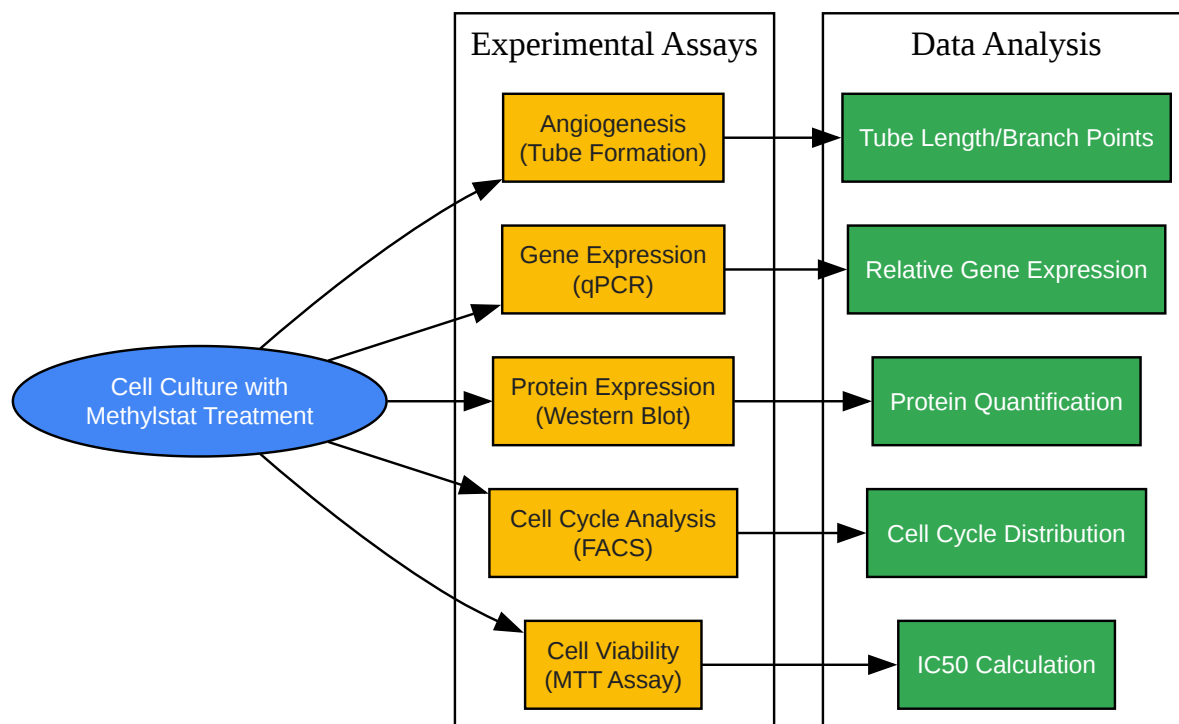 Experimental Assays
Data Analysis
Angiogenesis
(Tube Formation)
Tube Length/Branch Points
Gene Expression
(qPCR)
Relative Gene Expression
Cell Culture with
Methylstat Treatment
Protein Expression
(Western Blot)
Protein Quantification
Cell Cycle Analysis
(FACS)
Cell Cycle Distribution
Cell Viability
(MTT Assay)
IC50 Calculation